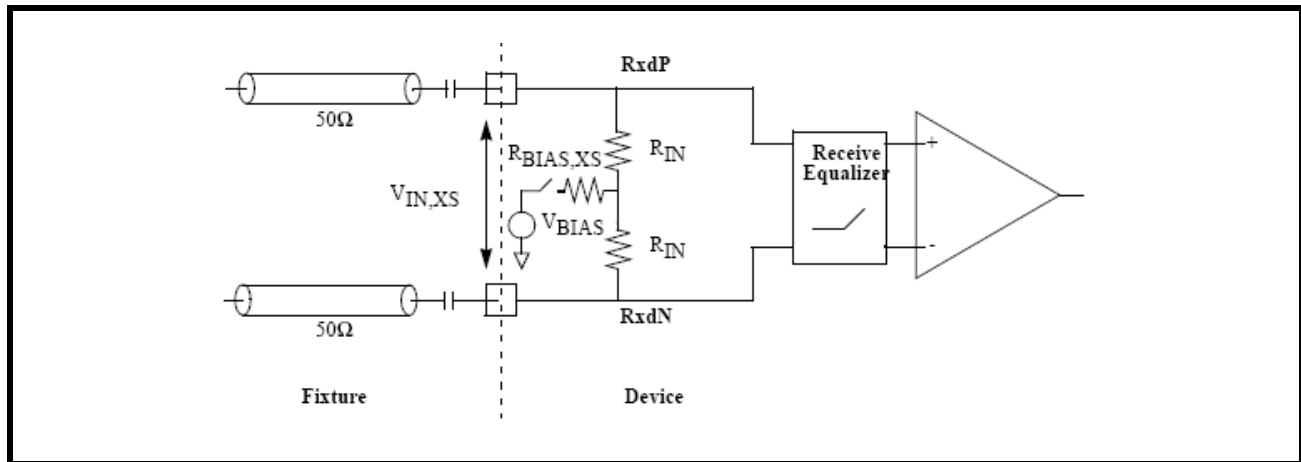 RxdP
50Ω
RBIAS,XS
RIN
Receive
Equalizer
+
VIN,XS
VBIAS
RIN
-
50Ω
RxdN
Fixture
Device